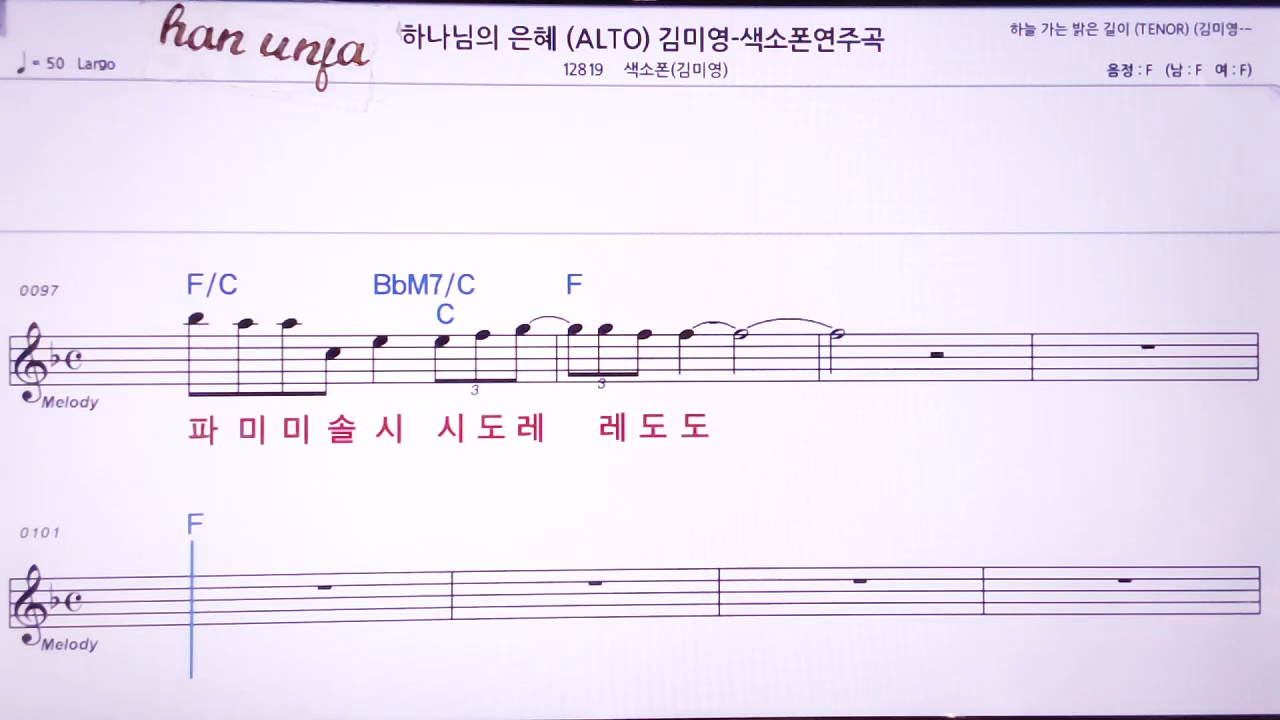 han unfa
하나님의 은혜 (ALTO) 김미영-색소폰연주곡
하늘 가는 밝은 길이 (TENOR) (김미영--
♩= 50 Largo
12819 색소폰(김미영)
음정 : F (남 : F 여 : F)
0097
F/C BbM7/C F
C
3 3
Melody
파 미 미 솔 시 시 도 레 레 도 도
0101
F
Melody